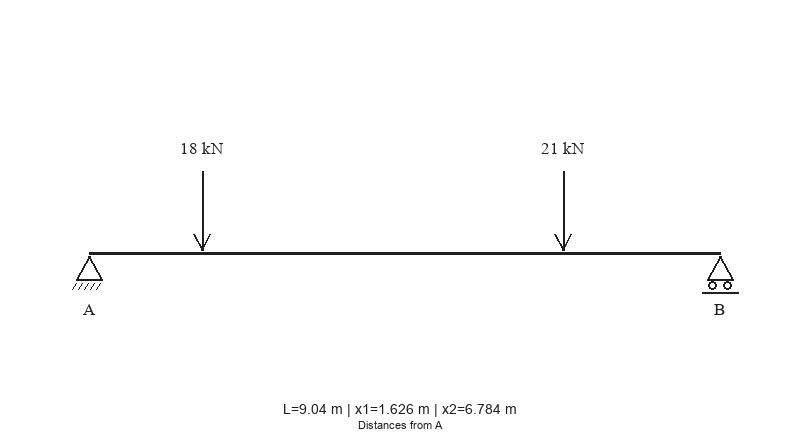 18 kN 21 kN
A B
L=9.04 m | x1=1.626 m | x2=6.784 m
Distances from A